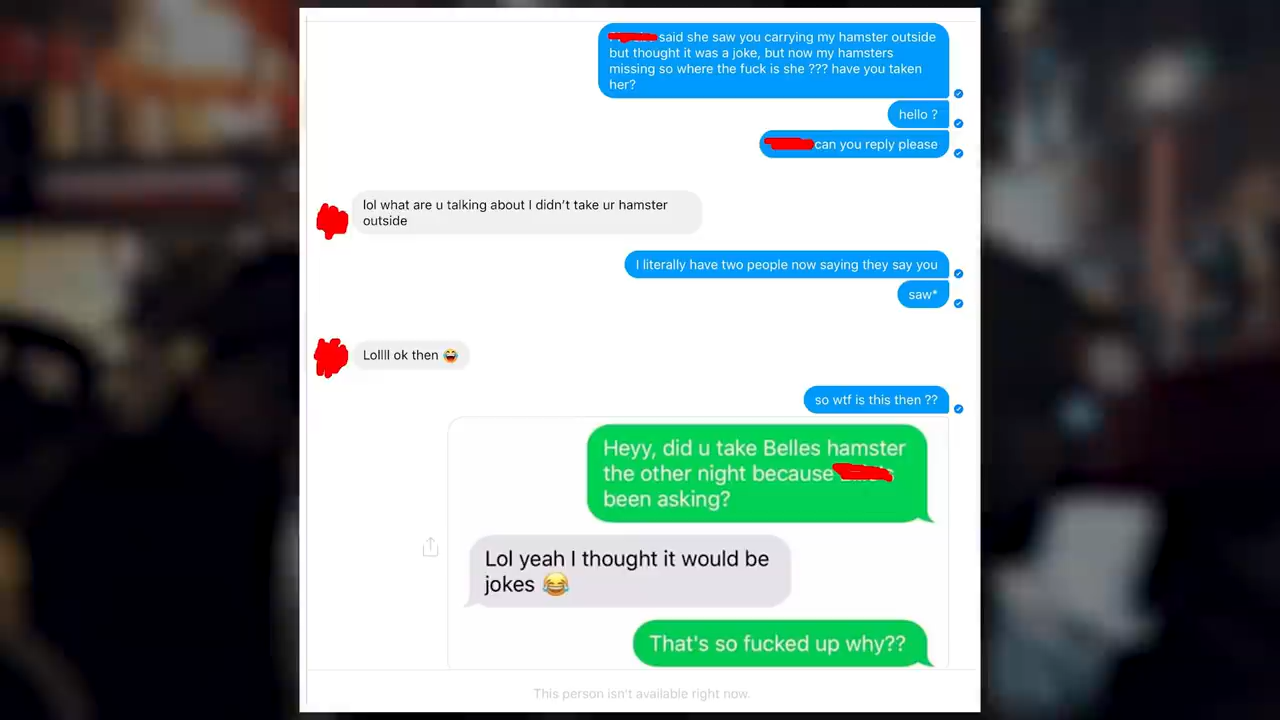 said she saw you carrying my hamster outside
but thought it was a joke, but now my hamsters
missing so where the fuck is she ??? have you taken
her?
hello ?
can you reply please
lol what are u talking about I didn't take ur hamster
outside
I literally have two people now saying they say you
saw*
Lollll ok then 😂
so wtf is this then ??
Heyy, did u take Belles hamster
the other night because
been asking?
Lol yeah I thought it would be
jokes 😂
That's so fucked up why??
This person isn't available right now.